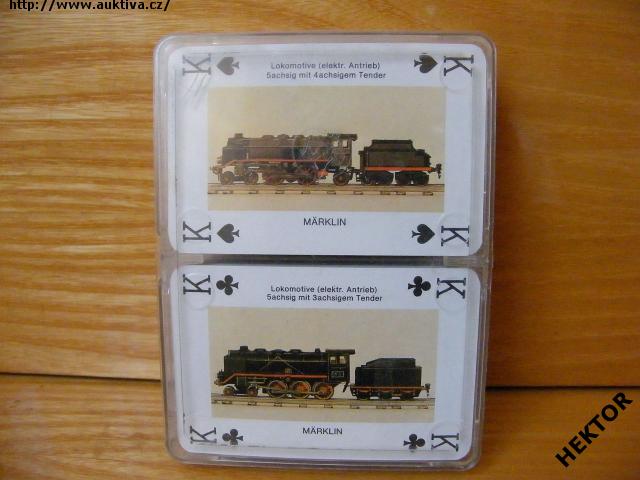 http://www.auktiva.cz/
K K
Lokomotive (elektr. Antrieb)
5achsig mit 4achsigem Tender
MÄRKLIN
K K
K K
Lokomotive (elektr. Antrieb)
5achsig mit 3achsigem Tender
MÄRKLIN
K K
HEKTOR